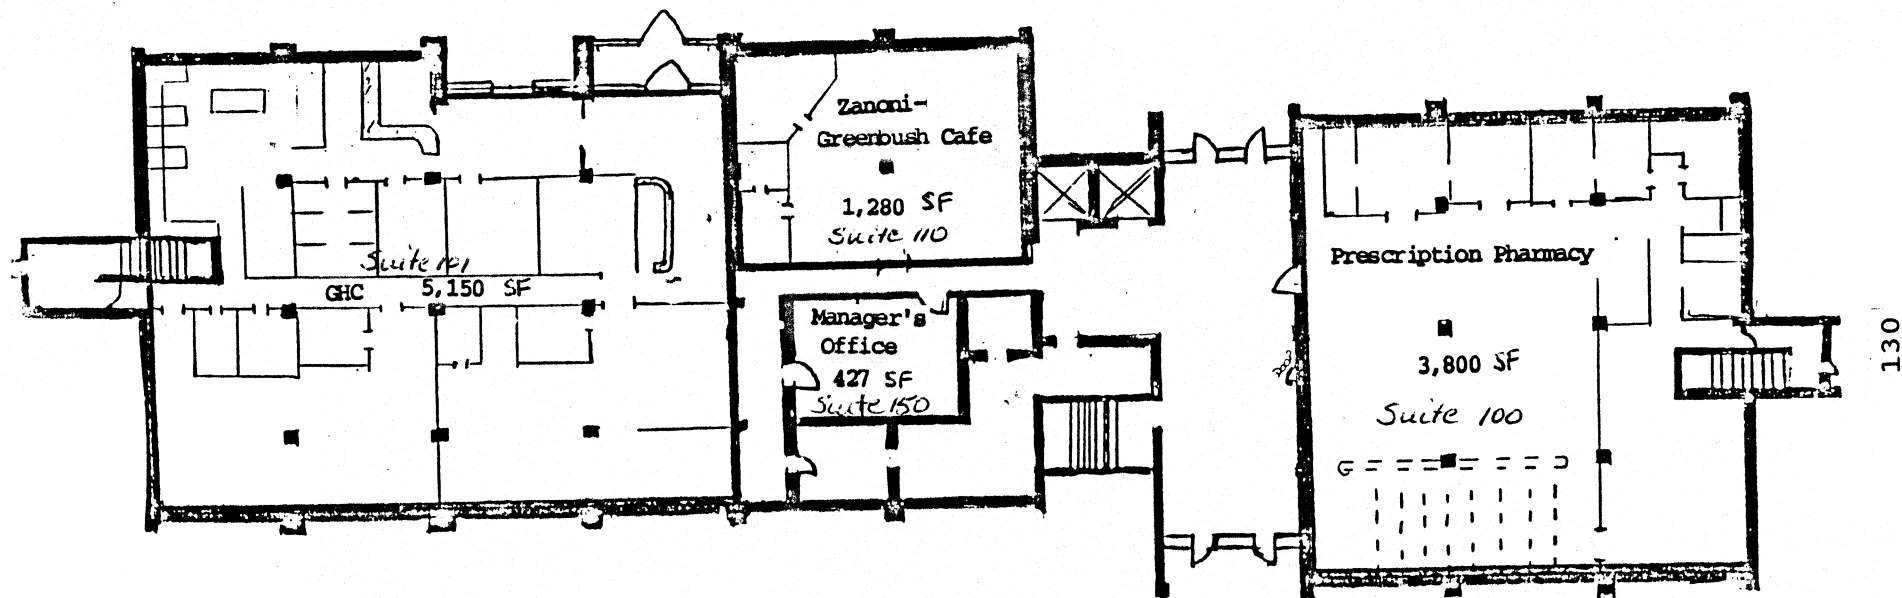 Zanoni-
Greenbush Cafe
1,280 SF
Suite 110
Suite 101
GHC 5,150 SF
Manager's
Office
427 SF
Suite 150
Prescription Pharmacy
3,800 SF
Suite 100
Door
130